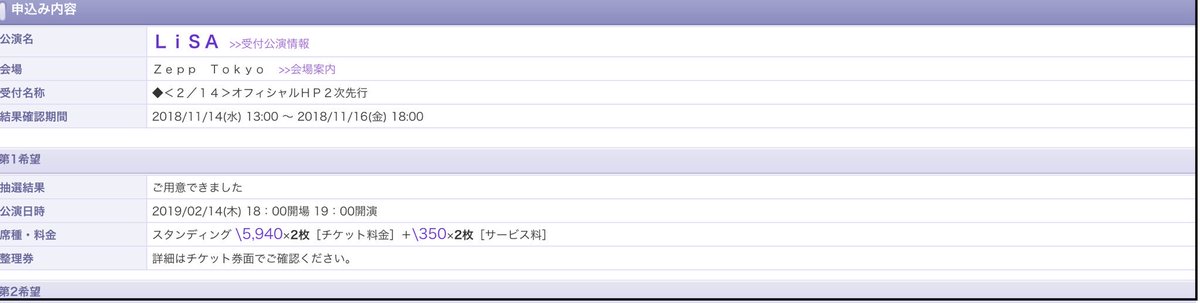 申込み内容
公演名 ＬｉＳＡ >>受付公演情報
会場 Ｚｅｐｐ　Ｔｏｋｙｏ >>会場案内
受付名称 ◆＜２／１４＞オフィシャルＨＰ２次先行
結果確認期間 2018/11/14(水) 13:00 〜 2018/11/16(金) 18:00
第1希望
抽選結果 ご用意できました
公演日時 2019/02/14(木) 18：00開場 19：00開演
席種・料金 スタンディング \5,940×2枚［チケット料金］＋\350×2枚［サービス料］
整理券 詳細はチケット券面でご確認ください。
第2希望